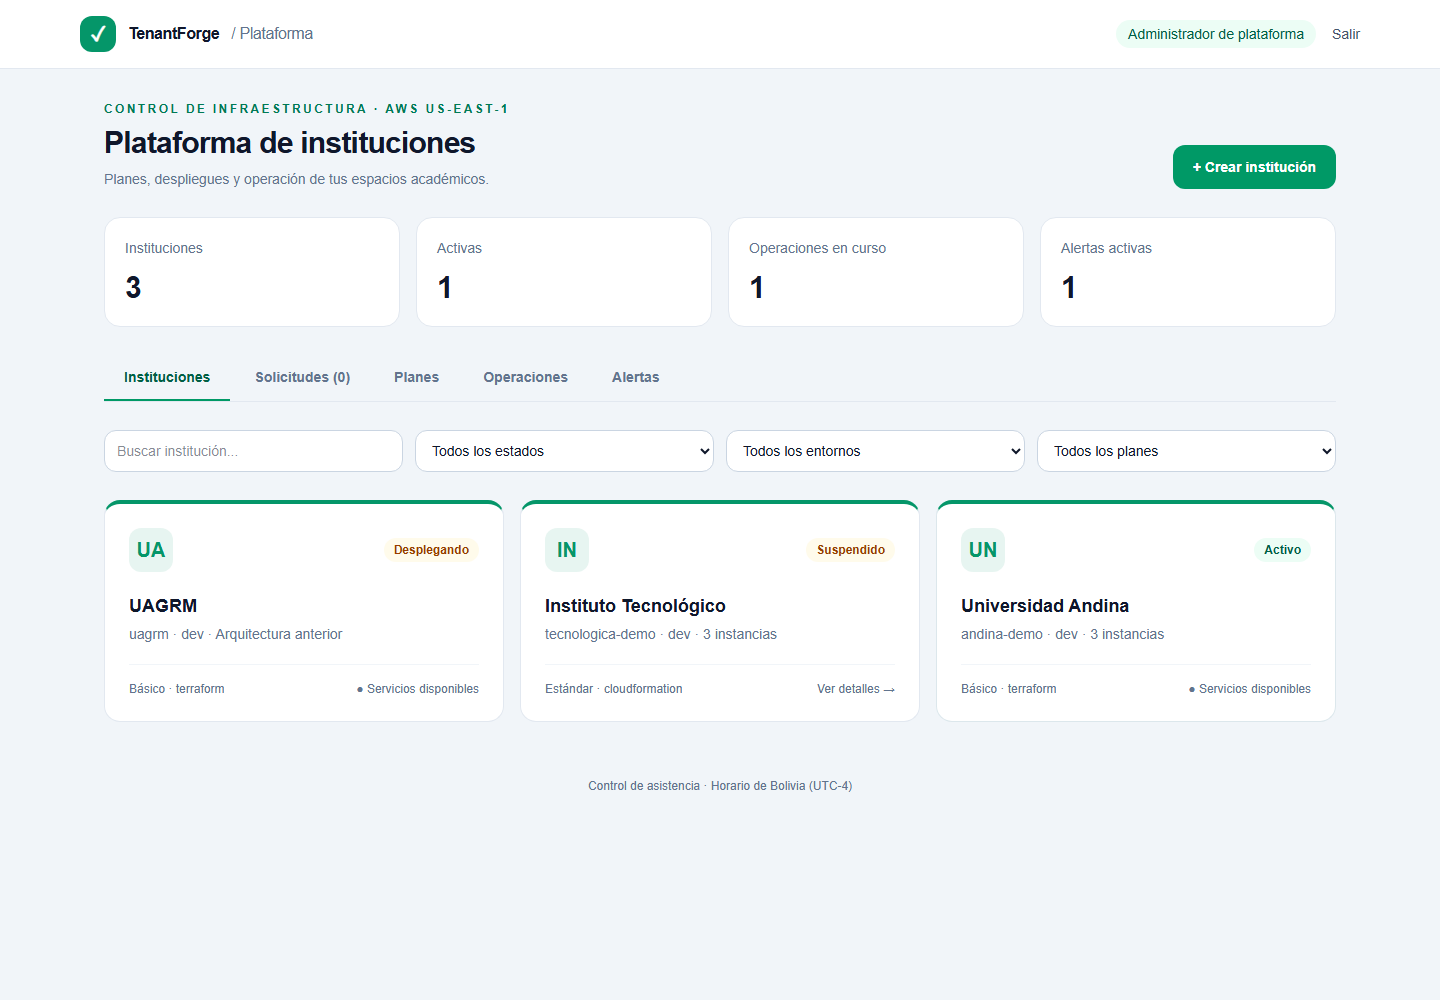 TenantForge / Plataforma
Administrador de plataforma
Salir
CONTROL DE INFRAESTRUCTURA · AWS US-EAST-1
Plataforma de instituciones
Planes, despliegues y operación de tus espacios académicos.
+ Crear institución
Instituciones
3
Activas
1
Operaciones en curso
1
Alertas activas
1
Instituciones
Solicitudes (0)
Planes
Operaciones
Alertas
Buscar institución...
Todos los estados
Todos los entornos
Todos los planes
UA
Desplegando
UAGRM
uagrm · dev · Arquitectura anterior
Básico · terraform
● Servicios disponibles
IN
Suspendido
Instituto Tecnológico
tecnologica-demo · dev · 3 instancias
Estándar · cloudformation
Ver detalles →
UN
Activo
Universidad Andina
andina-demo · dev · 3 instancias
Básico · terraform
● Servicios disponibles
Control de asistencia · Horario de Bolivia (UTC-4)